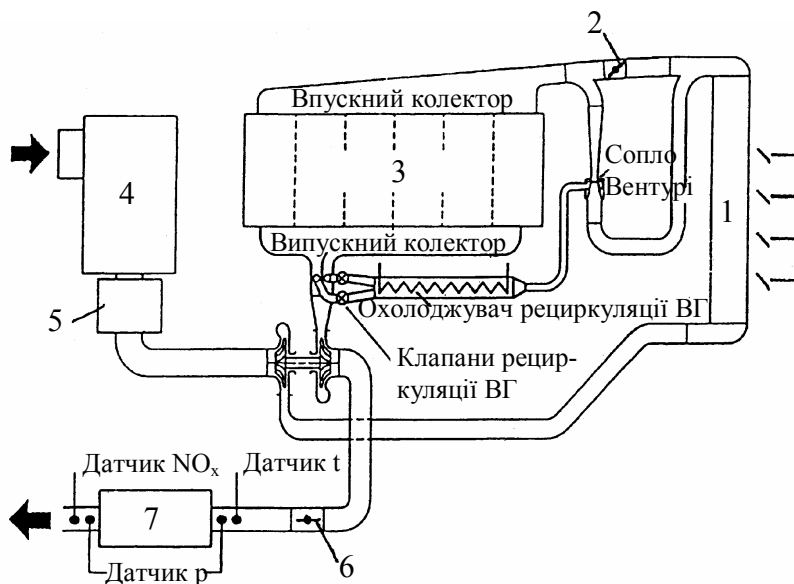 2
Впускний колектор
Сопло
Вентурі
3
4
1
Випускний колектор
5
Охолоджувач рециркуляції ВГ
Клапани рецир-
куляції ВГ
Датчик NOx
Датчик t
7
6
Датчик p